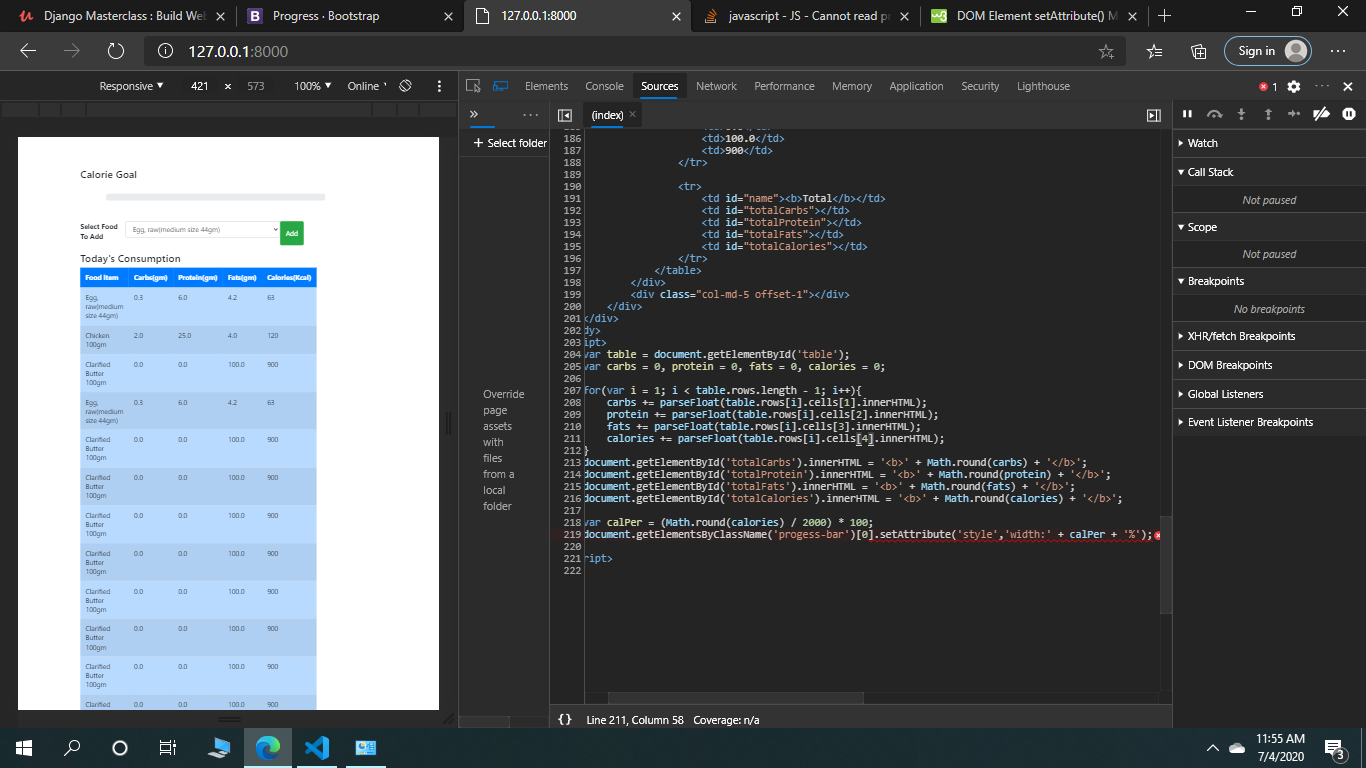 Django Masterclass : Build Web
Progress · Bootstrap
127.0.0.1:8000
javascript - JS - Cannot read pr
DOM Element setAttribute() M
127.0.0.1:8000
Sign in
Responsive 421 × 573 100% Online
Elements Console Sources Network Performance Memory Application Security Lighthouse 1
(index)
+ Select folder
Override page assets with files from a local folder
Calorie Goal
Select Food To Add
Egg, raw(medium size 44gm)
Add
Today's Consumption
Food Item Carbs(gm) Protein(gm) Fats(gm) Calories(Kcal)
Egg, raw(medium size 44gm) 0.3 6.0 4.2 63
Chicken 100gm 2.0 25.0 4.0 120
Clarified Butter 100gm 0.0 0.0 100.0 900
Egg, raw(medium size 44gm) 0.3 6.0 4.2 63
Clarified Butter 100gm 0.0 0.0 100.0 900
Clarified Butter 100gm 0.0 0.0 100.0 900
Clarified Butter 100gm 0.0 0.0 100.0 900
Clarified Butter 100gm 0.0 0.0 100.0 900
Clarified Butter 100gm 0.0 0.0 100.0 900
Clarified Butter 100gm 0.0 0.0 100.0 900
Clarified Butter 100gm 0.0 0.0 100.0 900
Clarified 0.0 0.0 100.0 900
186 <td>100.0</td>
187 <td>900</td>
188 </tr>
189
190 <tr>
191 <td id="name"><b>Total</b></td>
192 <td id="totalCarbs"></td>
193 <td id="totalProtein"></td>
194 <td id="totalFats"></td>
195 <td id="totalCalories"></td>
196 </tr>
197 </table>
198 </div>
199 <div class="col-md-5 offset-1"></div>
200 </div>
201 </div>
202 dy>
203 ipt>
204 var table = document.getElementById('table');
205 var carbs = 0, protein = 0, fats = 0, calories = 0;
206
207 for(var i = 1; i < table.rows.length - 1; i++){
208 carbs += parseFloat(table.rows[i].cells[1].innerHTML);
209 protein += parseFloat(table.rows[i].cells[2].innerHTML);
210 fats += parseFloat(table.rows[i].cells[3].innerHTML);
211 calories += parseFloat(table.rows[i].cells[4].innerHTML);
212 }
213 document.getElementById('totalCarbs').innerHTML = '<b>' + Math.round(carbs) + '</b>';
214 document.getElementById('totalProtein').innerHTML = '<b>' + Math.round(protein) + '</b>';
215 document.getElementById('totalFats').innerHTML = '<b>' + Math.round(fats) + '</b>';
216 document.getElementById('totalCalories').innerHTML = '<b>' + Math.round(calories) + '</b>';
217
218 var calPer = (Math.round(calories) / 2000) * 100;
219 document.getElementsByClassName('progess-bar')[0].setAttribute('style','width:' + calPer + '%');
220
221 ript>
222
{} Line 211, Column 58 Coverage: n/a
Watch
Call Stack
Not paused
Scope
Not paused
Breakpoints
No breakpoints
XHR/fetch Breakpoints
DOM Breakpoints
Global Listeners
Event Listener Breakpoints
11:55 AM
7/4/2020
3